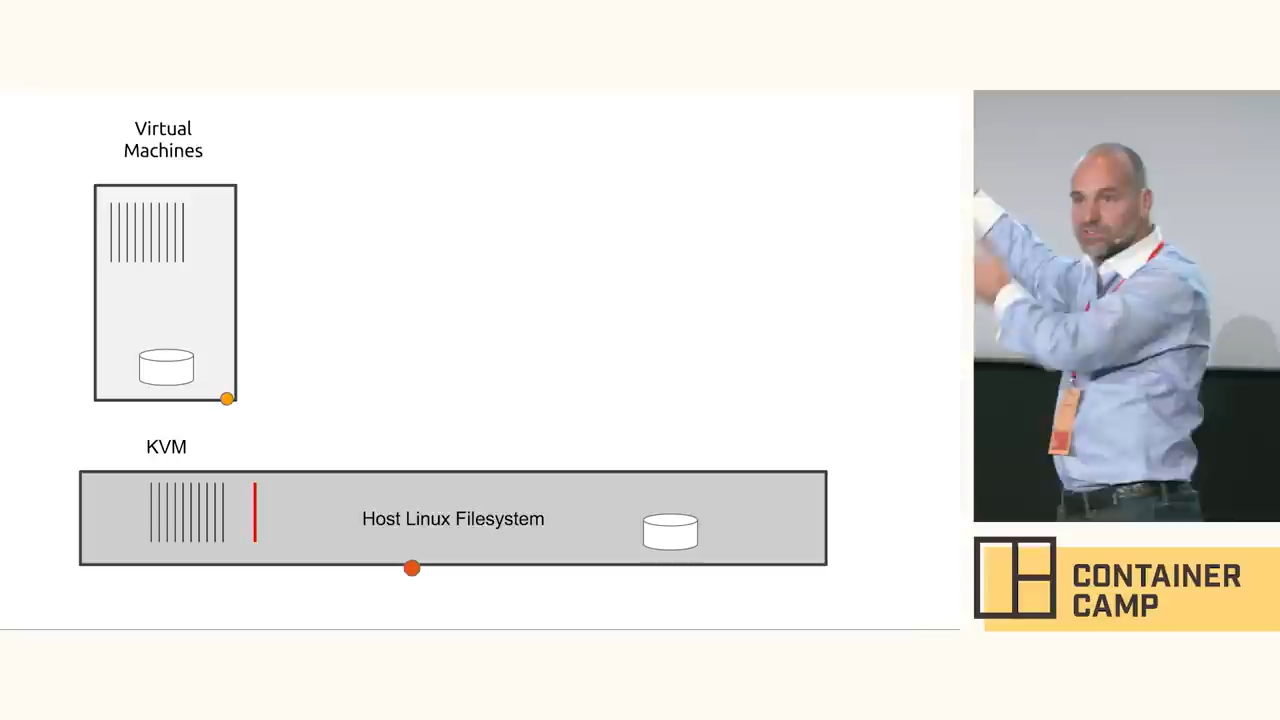 Virtual
Machines
KVM
Host Linux Filesystem
CONTAINER
CAMP